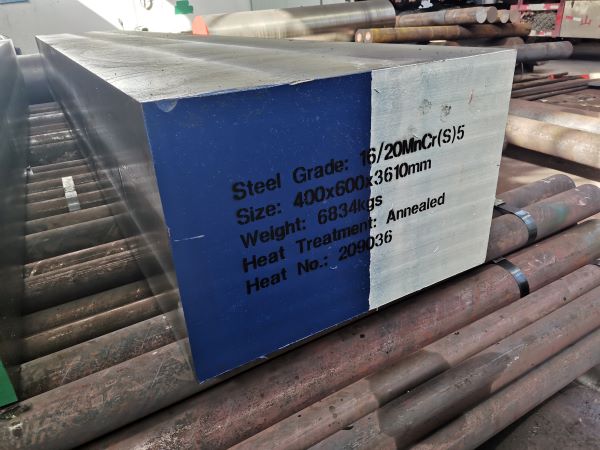 Steel Grade: 16/20MnCr(S)5
Size: 400x600x3610mm
Weight: 6834kgs
Heat Treatment: Annealed
Heat No.: 209036